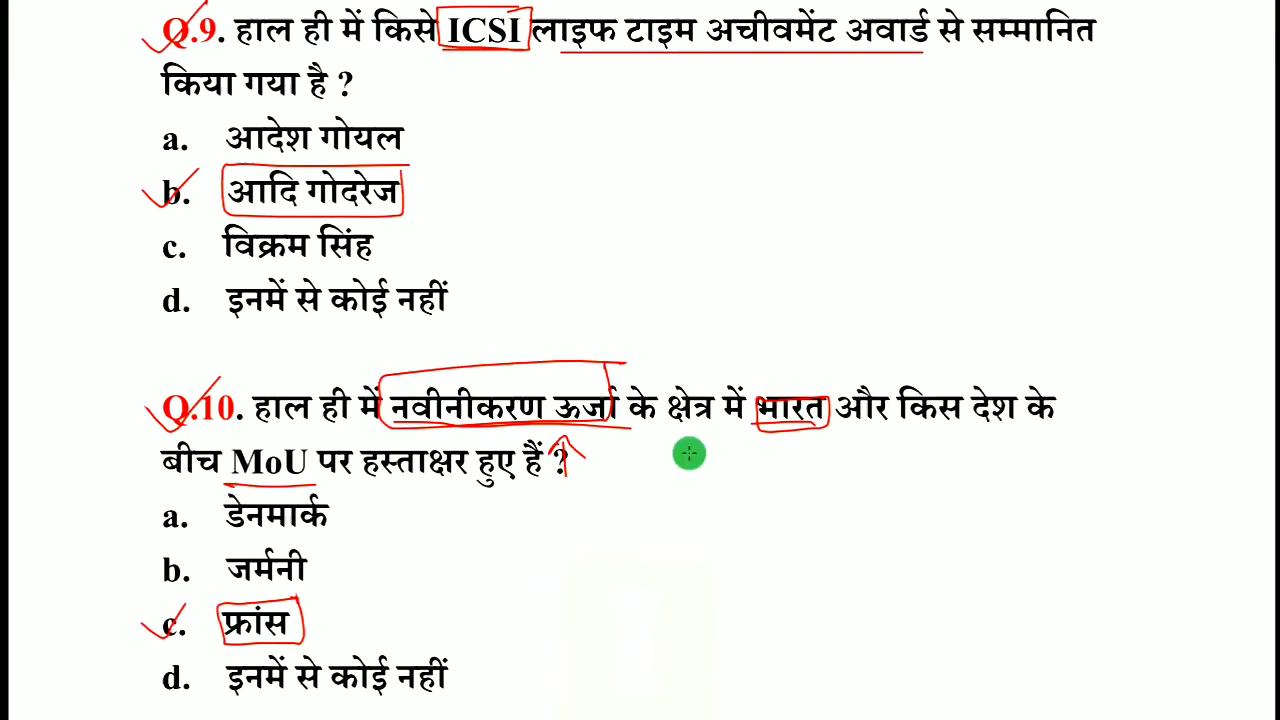 Q.9. हाल ही में किसे ICSI लाइफ टाइम अचीवमेंट अवार्ड से सम्मानित
किया गया है ?
a. आदेश गोयल
b. आदि गोदरेज
c. विक्रम सिंह
d. इनमें से कोई नहीं
Q.10. हाल ही में नवीनीकरण ऊर्जा के क्षेत्र में भारत और किस देश के
बीच MoU पर हस्ताक्षर हुए हैं ?
a. डेनमार्क
b. जर्मनी
c. फ्रांस
d. इनमें से कोई नहीं